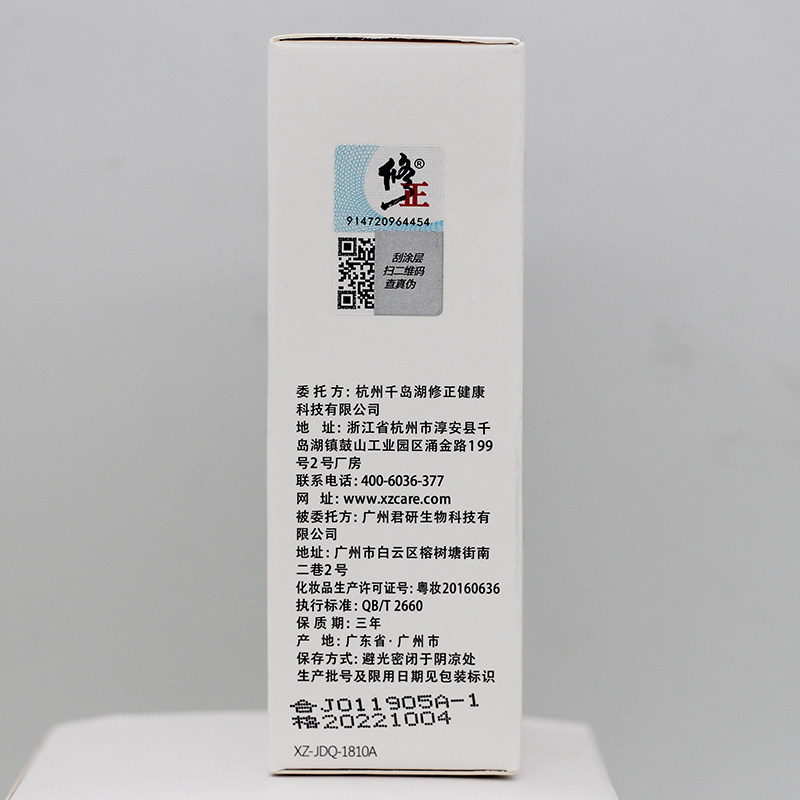 修正®
914720964454
刮涂层
扫二维码
查真伪
委托方：杭州千岛湖修正健康
科技有限公司
地 址：浙江省杭州市淳安县千
岛湖镇鼓山工业园区涌金路199
号2号厂房
联系电话：400-6036-377
网 址：www.xzcare.com
被委托方：广州君研生物科技有
限公司
地址：广州市白云区榕树塘街南
二巷2号
化妆品生产许可证号：粤妆20160636
执行标准：QB/T 2660
保质期：三年
产 地：广东省·广州市
保存方式：避光密闭于阴凉处
生产批号及限用日期见包装标识
合 J011905A-1
格 20221004
XZ-JDQ-1810A